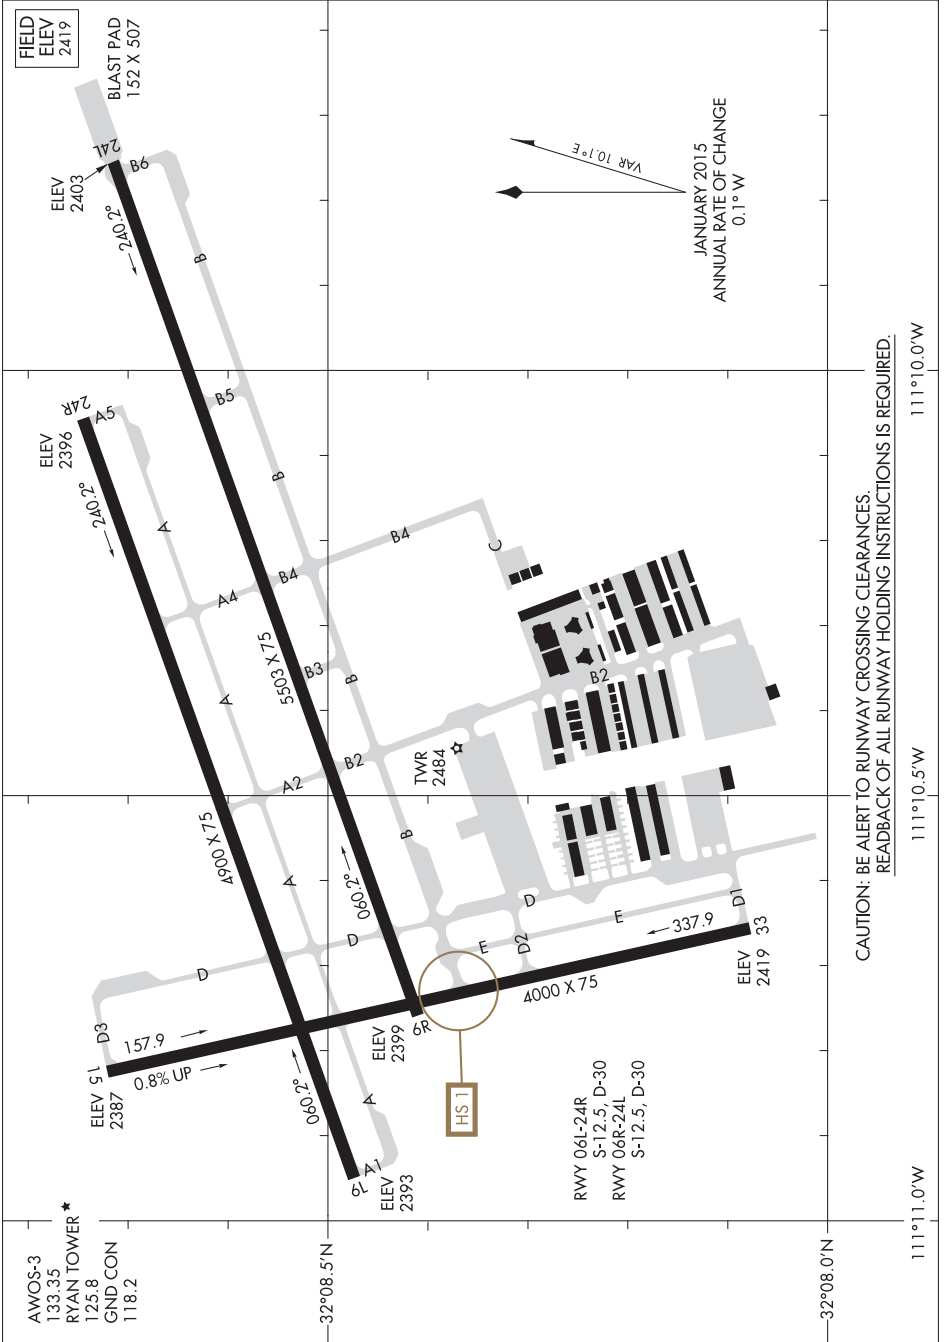 FIELD
ELEV
2419
BLAST PAD
152 X 507
24L
B6
ELEV
2403
240.2°
B
VAR 10.1° E
JANUARY 2015
ANNUAL RATE OF CHANGE
0.1° W
24R
A5
ELEV
2396
240.2°
A
B5
B
B4
C
A4
B4
A
5503 X 75
B3
B
B2
A2
B2
TWR
2484
4900 X 75
A
060.2°
B
D
D
E
D
D2
E
D1
337.9
33
ELEV
2419
4000 X 75
D3
15
157.9
0.8% UP
ELEV
2387
ELEV
2399
6R
060.2°
A
HS 1
6L
A1
ELEV
2393
RWY 06L-24R
S-12.5, D-30
RWY 06R-24L
S-12.5, D-30
AWOS-3
133.35
RYAN TOWER
125.8
GND CON
118.2
32°08.5'N
32°08.0'N
111°10.0'W
111°10.5'W
111°11.0'W
CAUTION: BE ALERT TO RUNWAY CROSSING CLEARANCES.
READBACK OF ALL RUNWAY HOLDING INSTRUCTIONS IS REQUIRED.